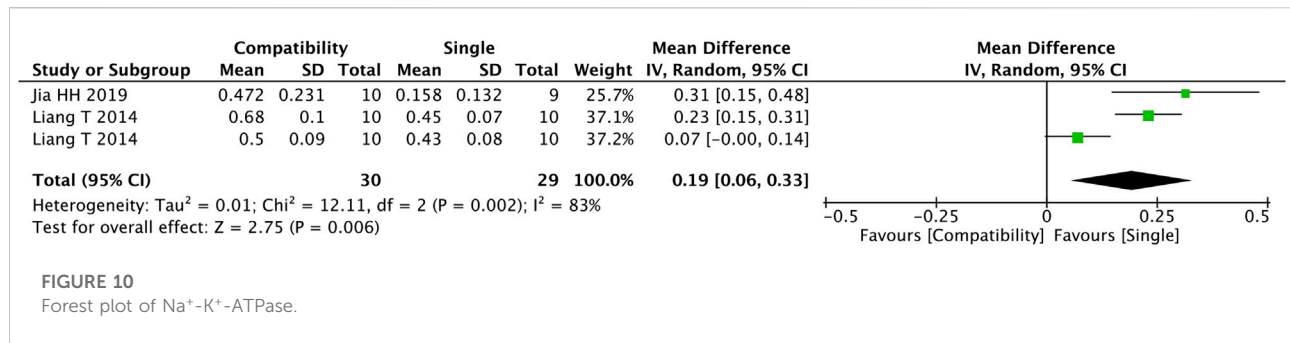 Compatibility Single Mean Difference Mean Difference
Study or Subgroup Mean SD Total Mean SD Total Weight IV, Random, 95% CI IV, Random, 95% CI
Jia HH 2019 0.472 0.231 10 0.158 0.132 9 25.7% 0.31 [0.15, 0.48]
Liang T 2014 0.68 0.1 10 0.45 0.07 10 37.1% 0.23 [0.15, 0.31]
Liang T 2014 0.5 0.09 10 0.43 0.08 10 37.2% 0.07 [-0.00, 0.14]
Total (95% CI) 30 29 100.0% 0.19 [0.06, 0.33]
Heterogeneity: Tau² = 0.01; Chi² = 12.11, df = 2 (P = 0.002); I² = 83%
Test for overall effect: Z = 2.75 (P = 0.006)
-0.5 -0.25 0 0.25 0.5
Favours [Compatibility] Favours [Single]
FIGURE 10
Forest plot of Na⁺-K⁺-ATPase.